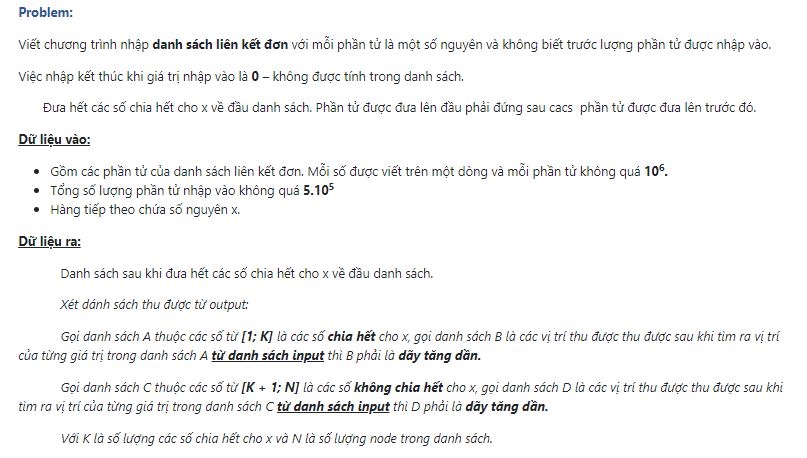 Problem:
Viết chương trình nhập danh sách liên kết đơn với mỗi phần tử là một số nguyên và không biết trước lượng phần tử được nhập vào.
Việc nhập kết thúc khi giá trị nhập vào là 0 – không được tính trong danh sách.
Đưa hết các số chia hết cho x về đầu danh sách. Phần tử được đưa lên đầu phải đứng sau cacs phần tử được đưa lên trước đó.
Dữ liệu vào:
• Gồm các phần tử của danh sách liên kết đơn. Mỗi số được viết trên một dòng và mỗi phần tử không quá 10⁶.
• Tổng số lượng phần tử nhập vào không quá 5.10⁵
• Hàng tiếp theo chứa số nguyên x.
Dữ liệu ra:
Danh sách sau khi đưa hết các số chia hết cho x về đầu danh sách.
Xét dánh sách thu được từ output:
Gọi danh sách A thuộc các số từ [1; K] là các số chia hết cho x, gọi danh sách B là các vị trí thu được thu được sau khi tìm ra vị trí
của từng giá trị trong danh sách A từ danh sách input thì B phải là dãy tăng dần.
Gọi danh sách C thuộc các số từ [K + 1; N] là các số không chia hết cho x, gọi danh sách D là các vị trí thu được thu được sau khi
tìm ra vị trí của từng giá trị trong danh sách C từ danh sách input thì D phải là dãy tăng dần.
Với K là số lượng các số chia hết cho x và N là số lượng node trong danh sách.